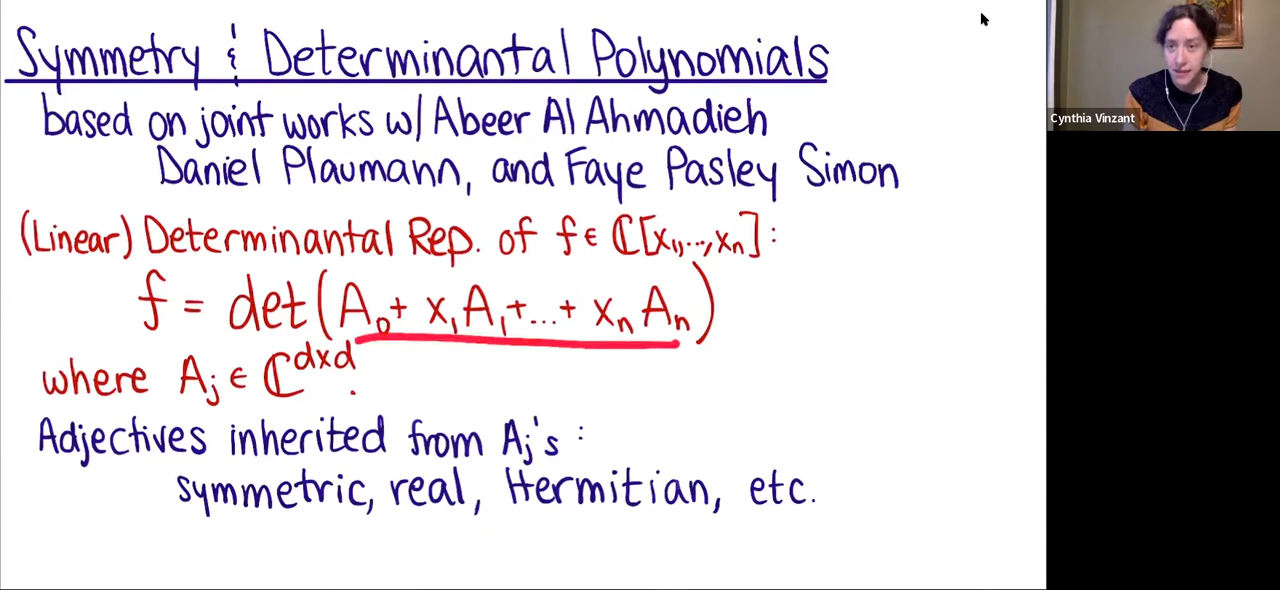 Symmetry & Determinantal Polynomials
based on joint works w/ Abeer Al Ahmadieh
Daniel Plaumann, and Faye Pasley Simon
(Linear) Determinantal Rep. of f ∈ ℂ[x₁,...,xₙ]:
f = det(A₀ + x₁A₁ + ... + xₙAₙ)
where Aⱼ ∈ ℂ^{d×d}.
Adjectives inherited from Aⱼ's:
symmetric, real, Hermitian, etc.
Cynthia Vinzant